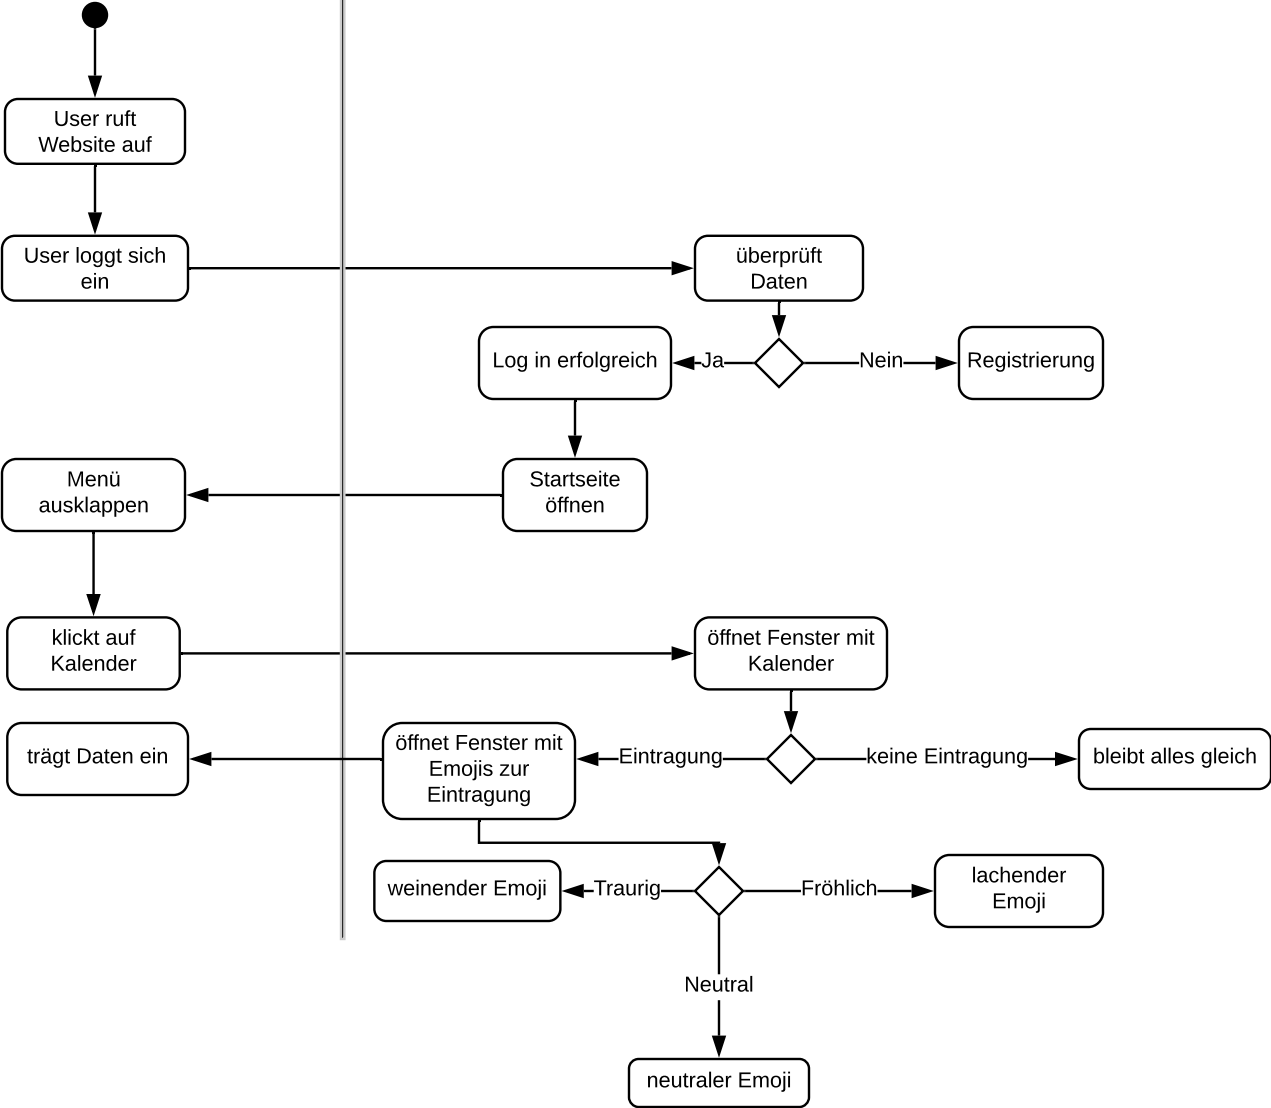 User ruft
Website auf
User loggt sich
ein
überprüft
Daten
Log in erfolgreich
Ja
Nein
Registrierung
Menü
ausklappen
Startseite
öffnen
klickt auf
Kalender
öffnet Fenster mit
Kalender
trägt Daten ein
öffnet Fenster mit
Emojis zur
Eintragung
Eintragung
keine Eintragung
bleibt alles gleich
weinender Emoji
Traurig
Fröhlich
lachender
Emoji
Neutral
neutraler Emoji